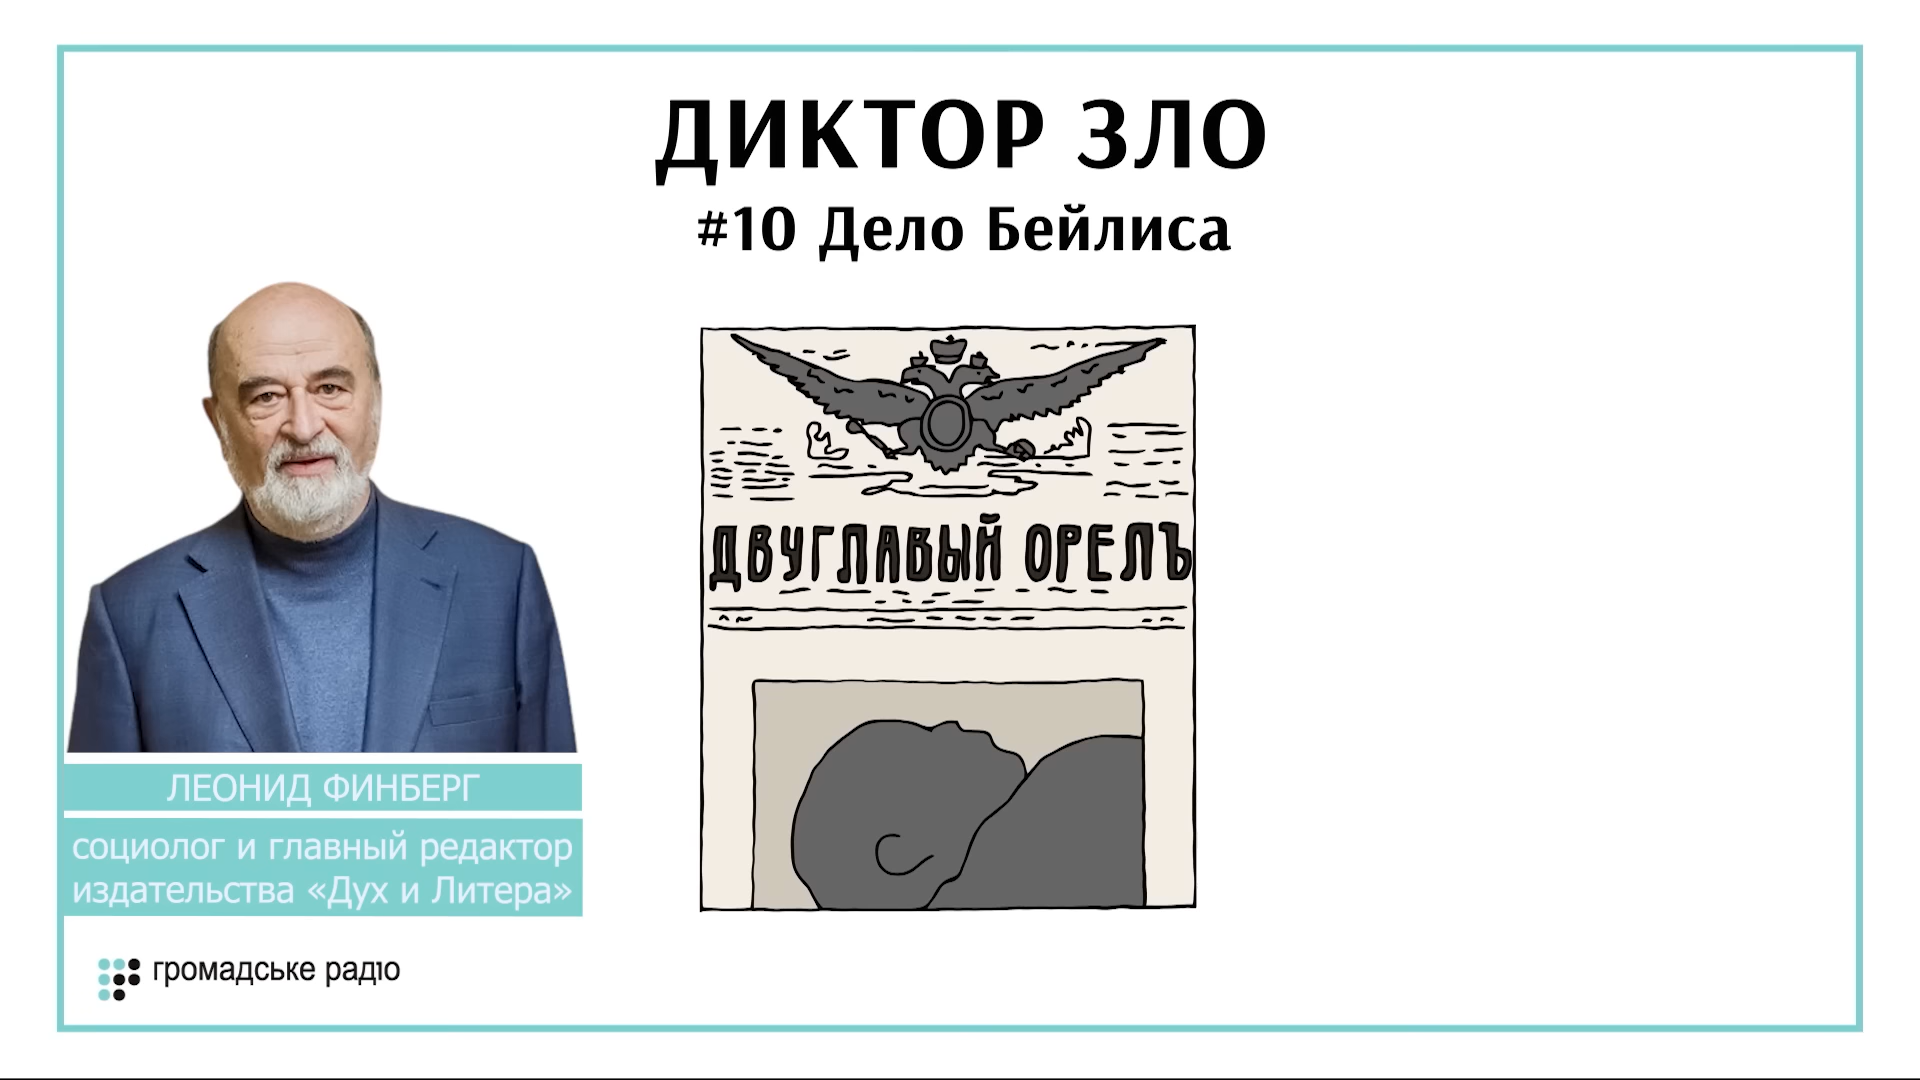 ДИКТОР ЗЛО
#10 Дело Бейлиса
ДВУГЛАВЫЙ ОРЕЛЪ
ЛЕОНИД ФИНБЕРГ
социолог и главный редактор
издательства «Дух и Литера»
громадське радіо